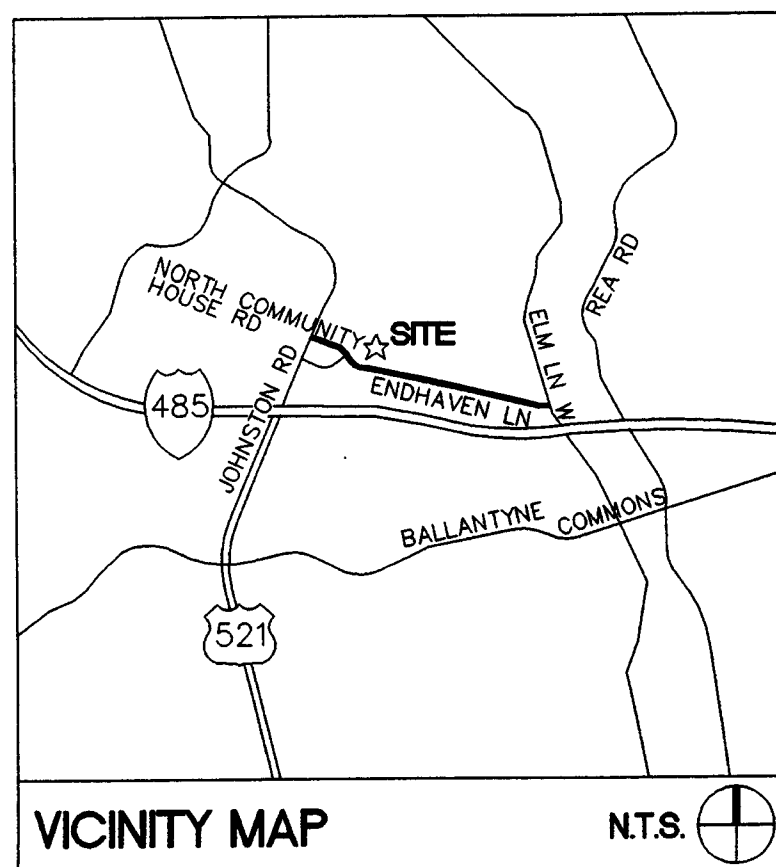 NORTH COMMUNITY
HOUSE RD
SITE
REA RD
ELM LN W
ENDHAVEN LN
JOHNSTON RD
485
BALLANTYNE COMMONS
521
VICINITY MAP
N.T.S.